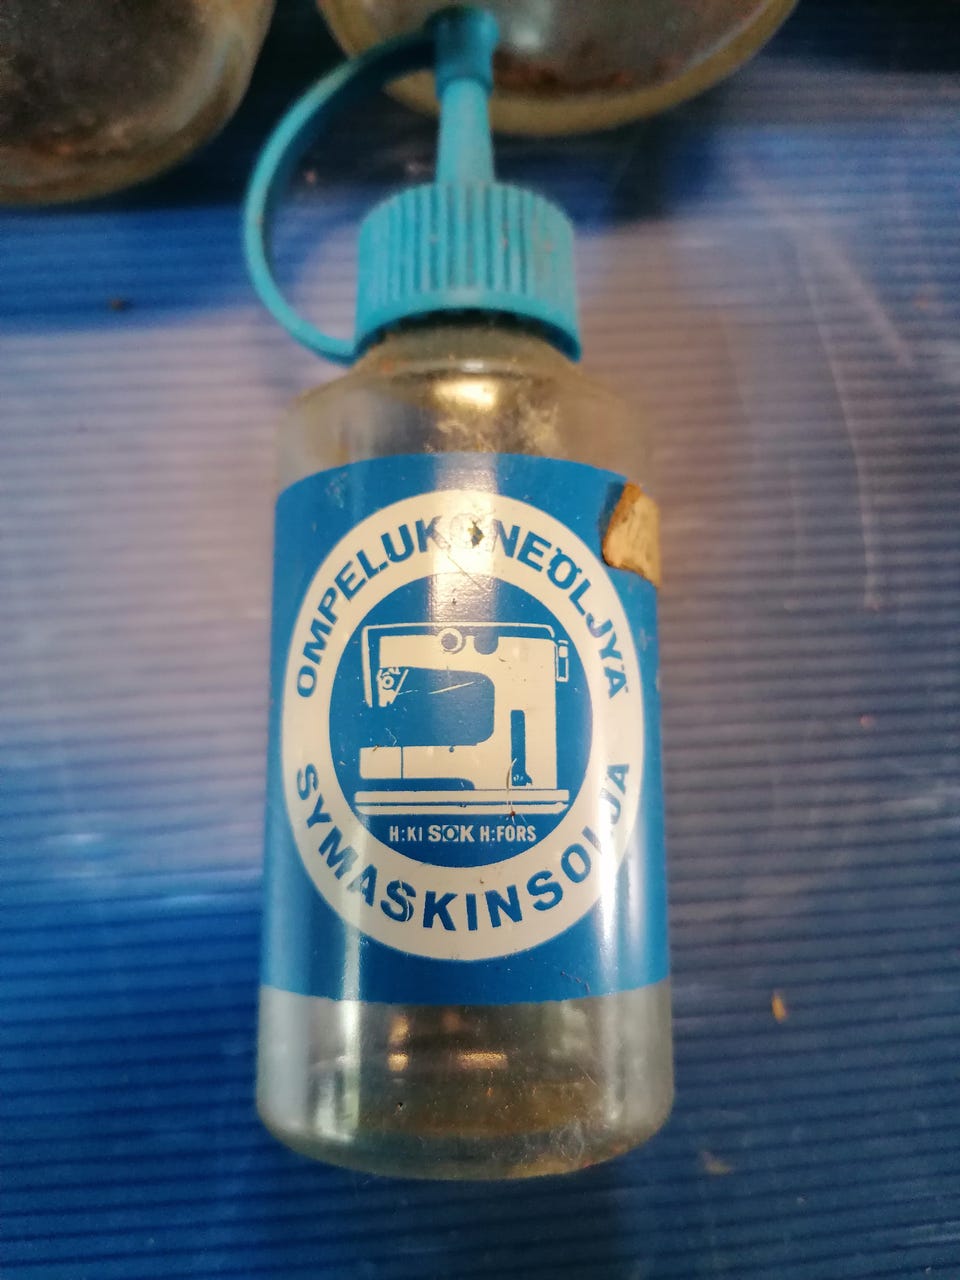 OMPELUKONEÖLJYÄ
H:KI SOK H:FORS
SYMASKINSOLJA